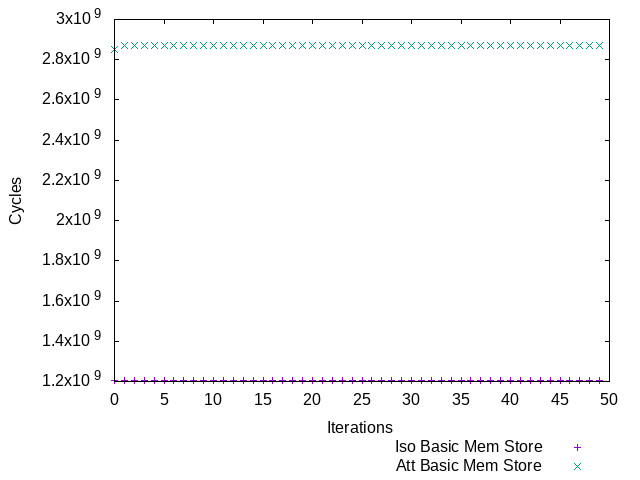 3x10 9
2.8x10 9
2.6x10 9
2.4x10 9
2.2x10 9
2x10 9
1.8x10 9
1.6x10 9
1.4x10 9
1.2x10 9
Cycles
0 5 10 15 20 25 30 35 40 45 50
Iterations
Iso Basic Mem Store
Att Basic Mem Store